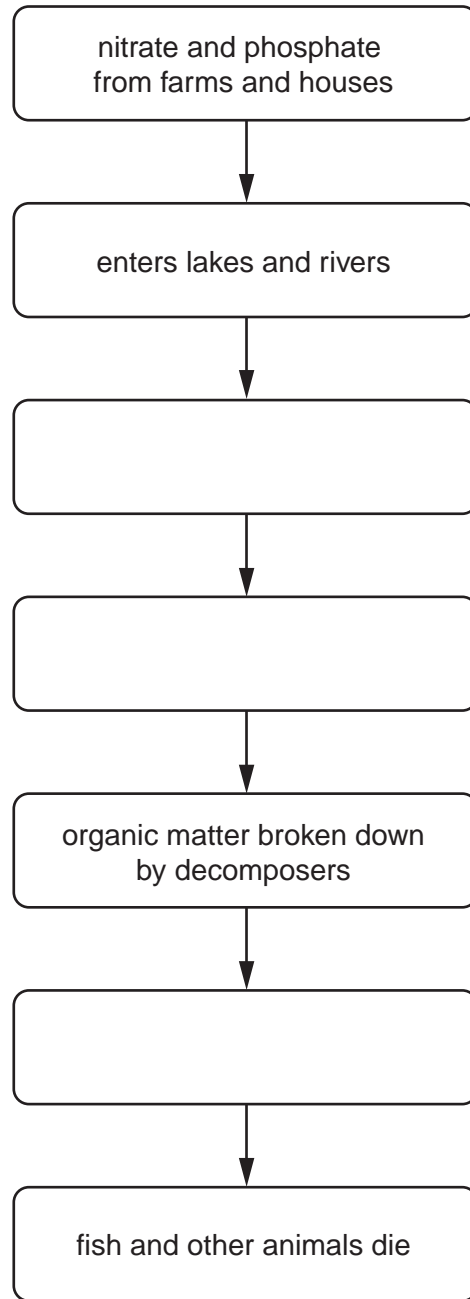 nitrate and phosphate
from farms and houses
enters lakes and rivers
organic matter broken down
by decomposers
fish and other animals die